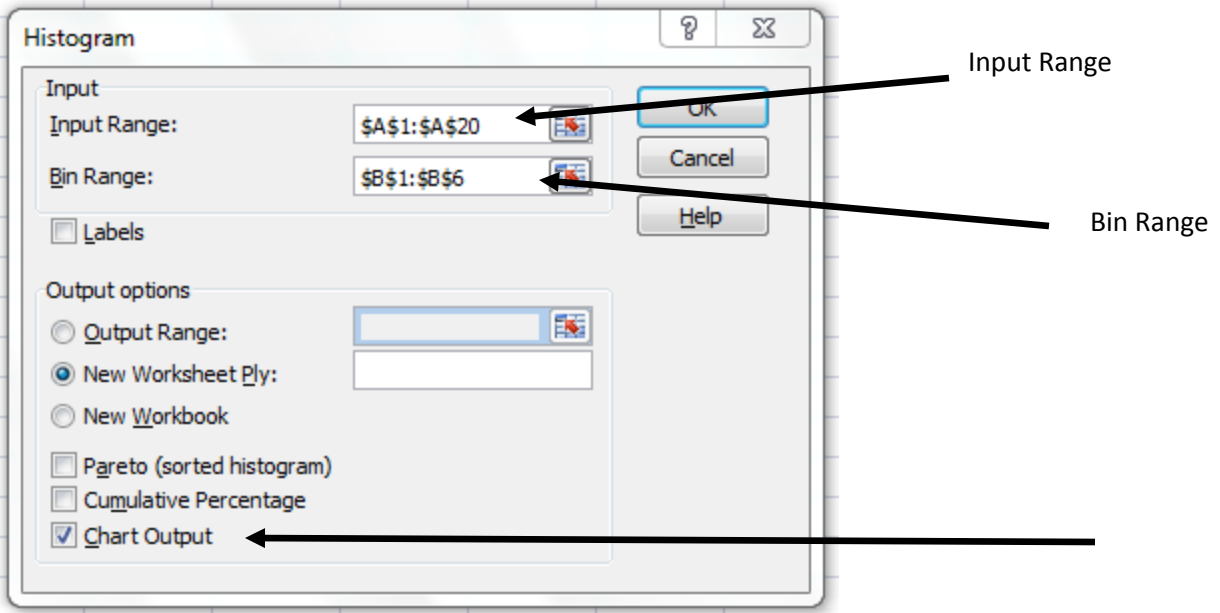 Histogram
Input
Input Range: $A$1:$A$20
Bin Range: $B$1:$B$6
Labels
OK
Cancel
Help
Output options
Output Range:
New Worksheet Ply:
New Workbook
Pareto (sorted histogram)
Cumulative Percentage
Chart Output
Input Range
Bin Range